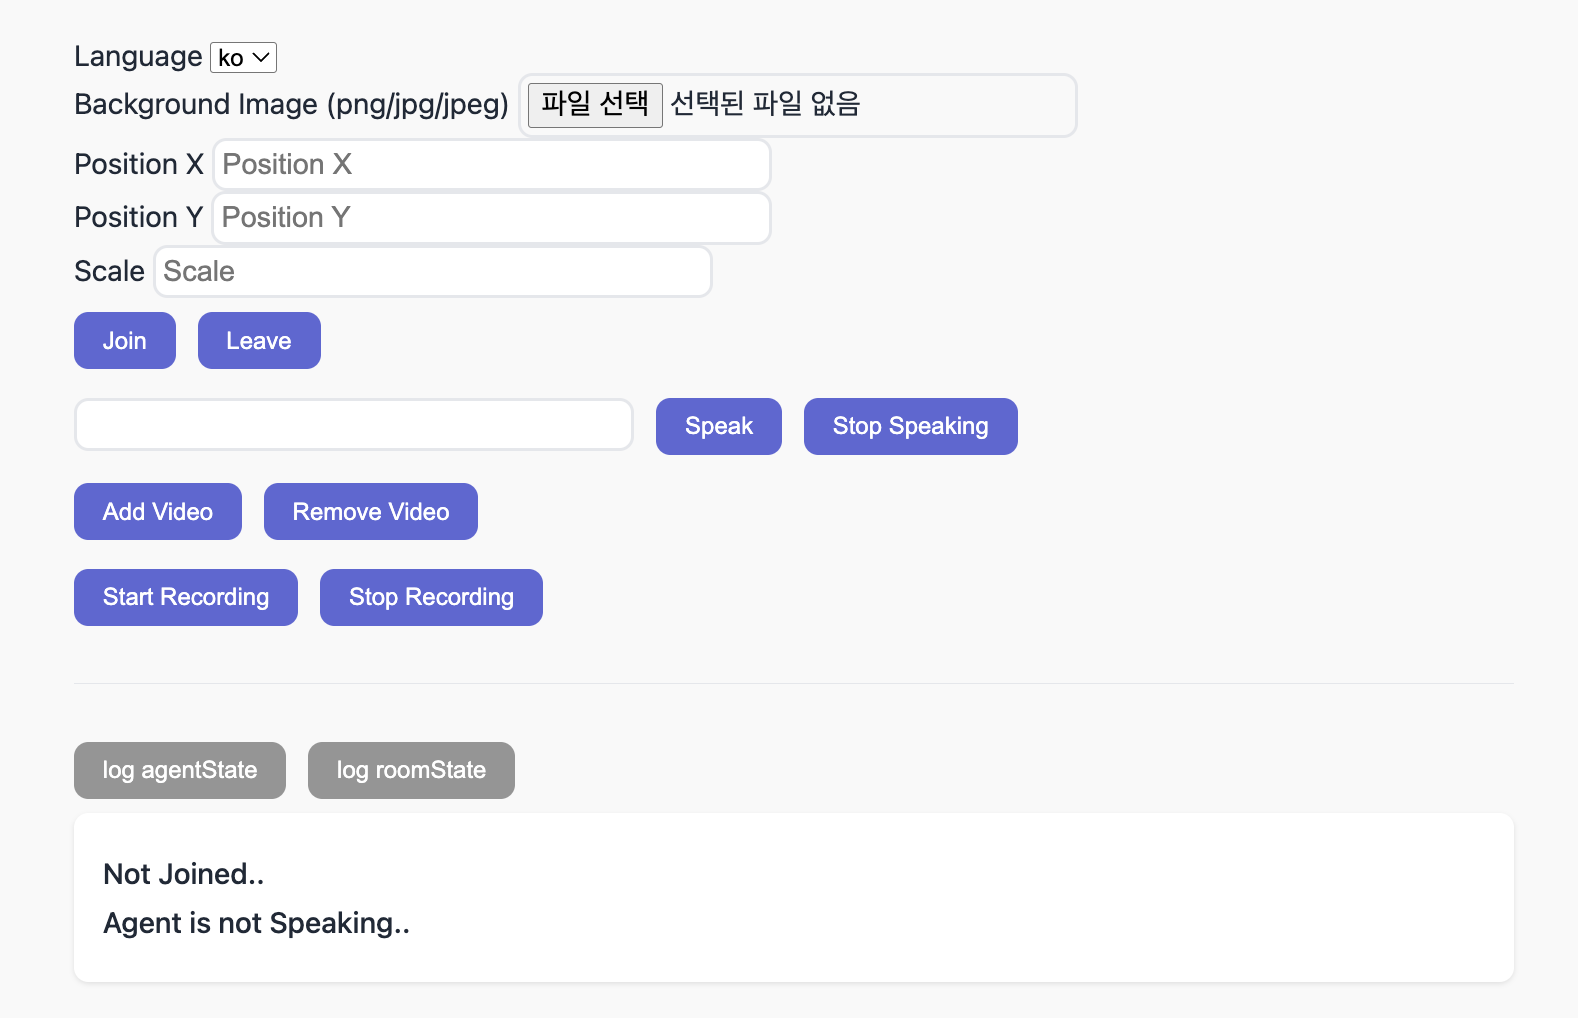 Language ko
Background Image (png/jpg/jpeg) 파일 선택 선택된 파일 없음
Position X Position X
Position Y Position Y
Scale Scale
Join Leave
Speak Stop Speaking
Add Video Remove Video
Start Recording Stop Recording
log agentState log roomState
Not Joined..
Agent is not Speaking..